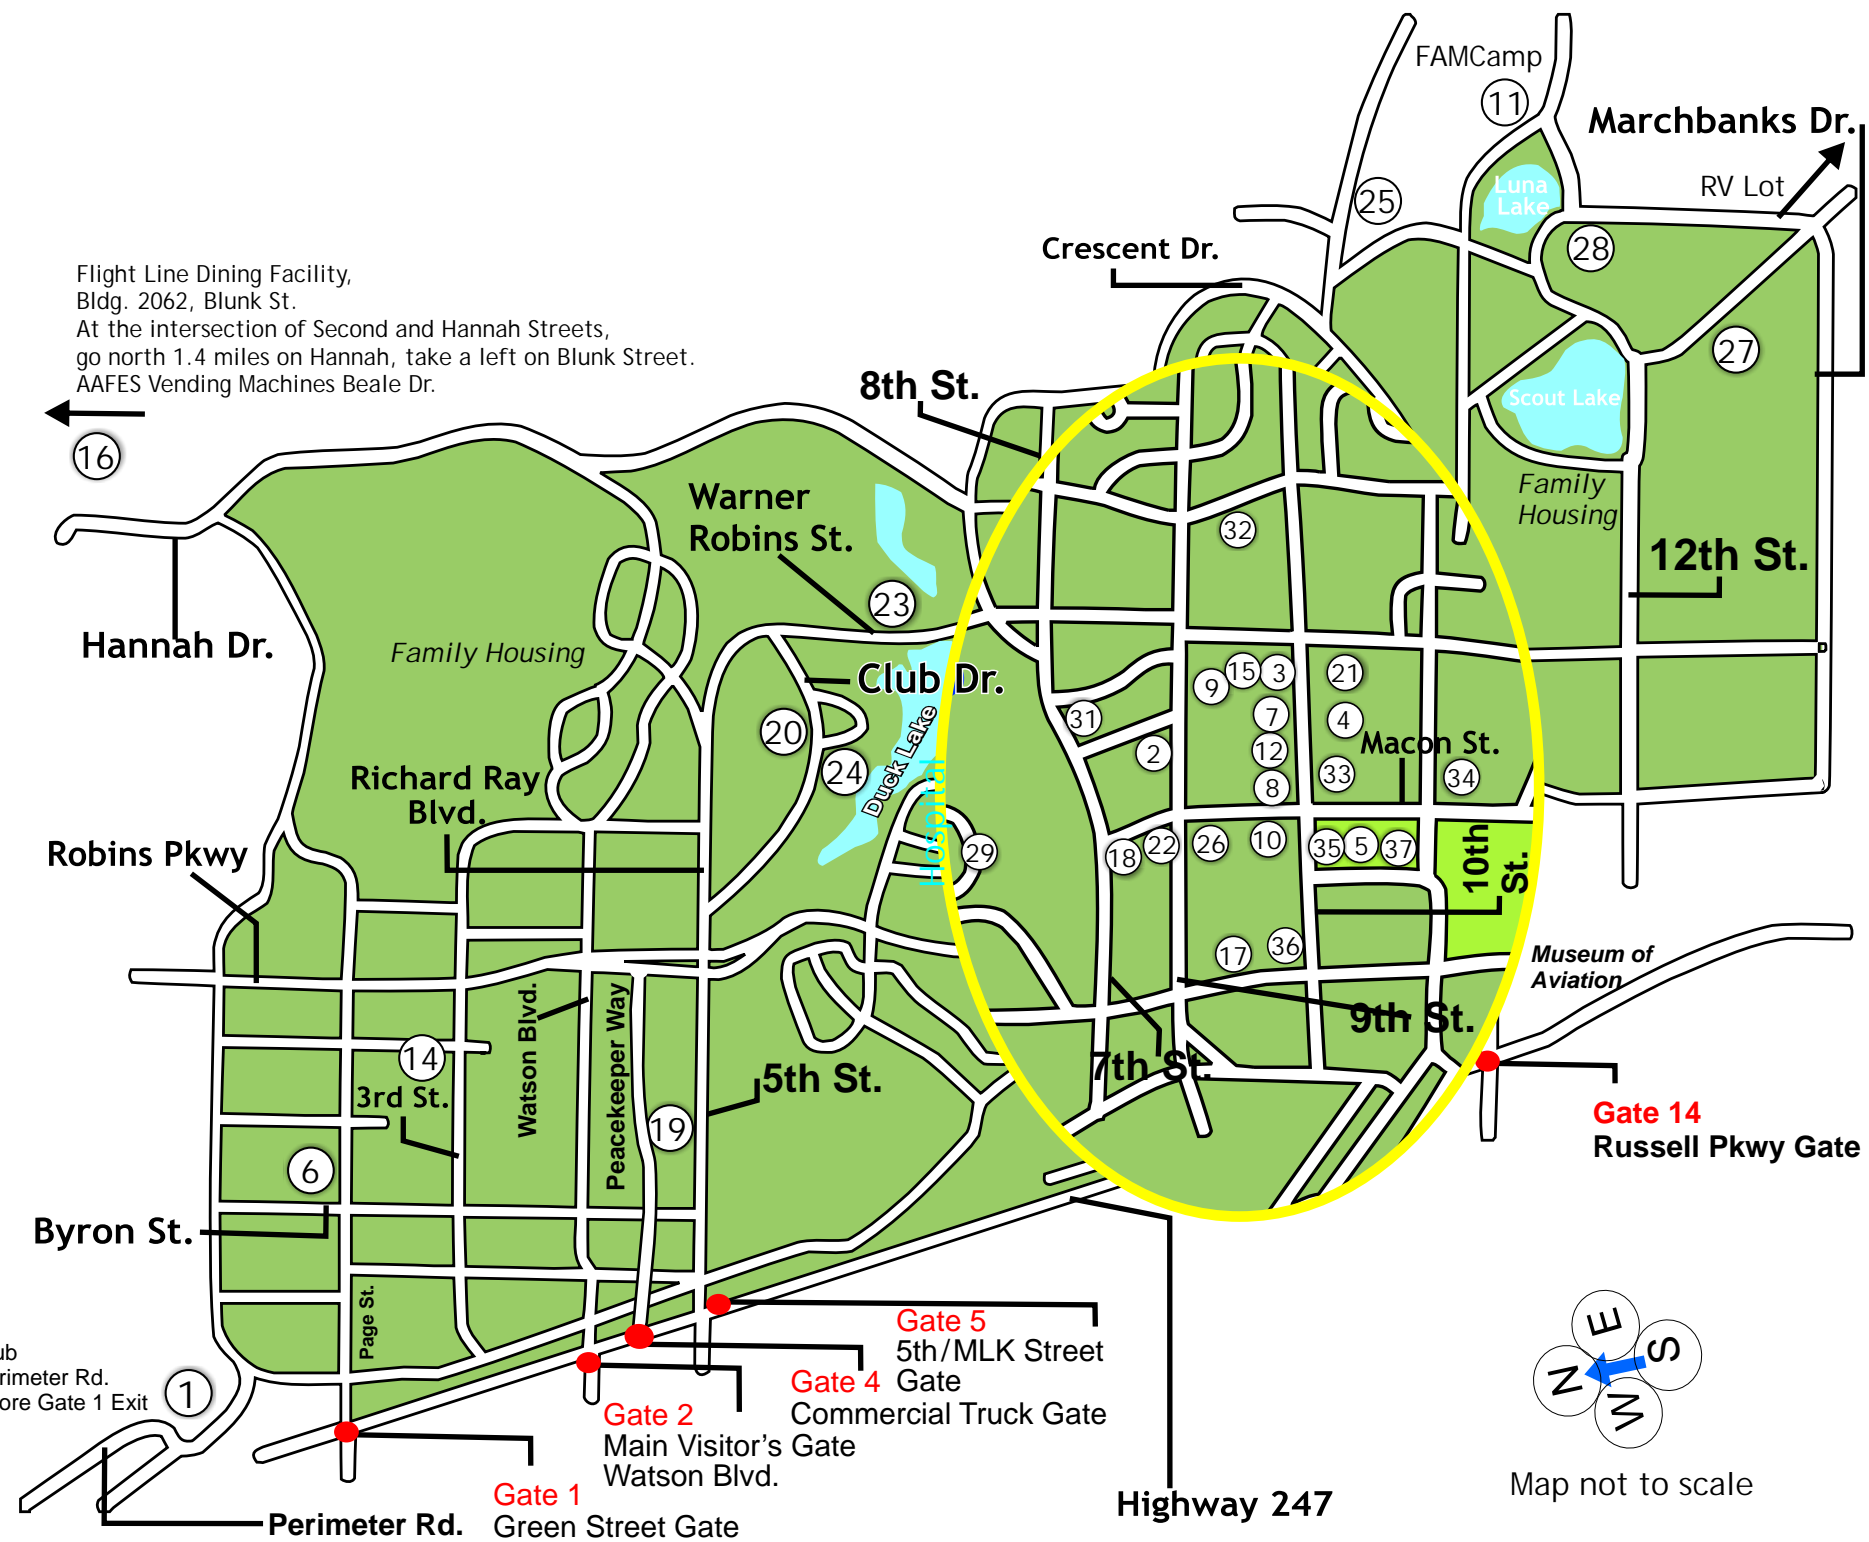 FAMCamp
11
Marchbanks Dr.
RV Lot
Luna
Lake
25
28
Crescent Dr.
Flight Line Dining Facility,
Bldg. 2062, Blunk St.
At the intersection of Second and Hannah Streets,
go north 1.4 miles on Hannah, take a left on Blunk Street.
AAFES Vending Machines Beale Dr.
16
27
8th St.
Scout Lake
Family
Housing
Warner
Robins St.
32
12th St.
23
Hannah Dr.
Family Housing
Club Dr.
9
15
3
21
31
7
4
20
2
12
Macon St.
24
Duck Lake
33
34
8
Richard Ray
Blvd.
Hospital
Robins Pkwy
29
18
22
26
10
35
5
37
10th
St.
17
36
Museum of
Aviation
Watson Blvd.
Peacekeeper Way
9th St.
14
7th St.
5th St.
3rd St.
19
Gate 14
Russell Pkwy Gate
6
Byron St.
Page St.
Gate 5
5th/MLK Street
Gate
Gate 4
Commercial Truck Gate
ub
rimeter Rd.
ore Gate 1 Exit
1
Gate 2
Main Visitor's Gate
Watson Blvd.
E
S
N
W
Map not to scale
Gate 1
Green Street Gate
Highway 247
Perimeter Rd.